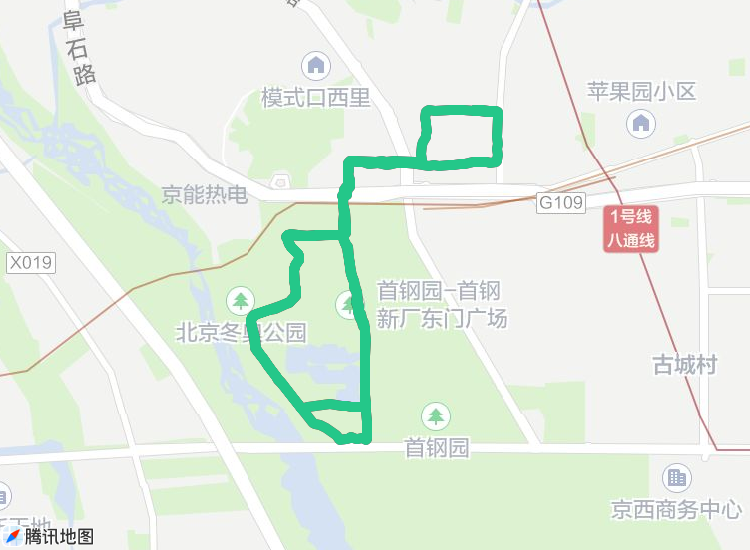 阜石路
模式口西里
苹果园小区
京能热电
G109
1号线
八通线
X019
首钢园-首钢
新厂东门广场
北京冬奥公园
古城村
首钢园
京西商务中心
腾讯地图